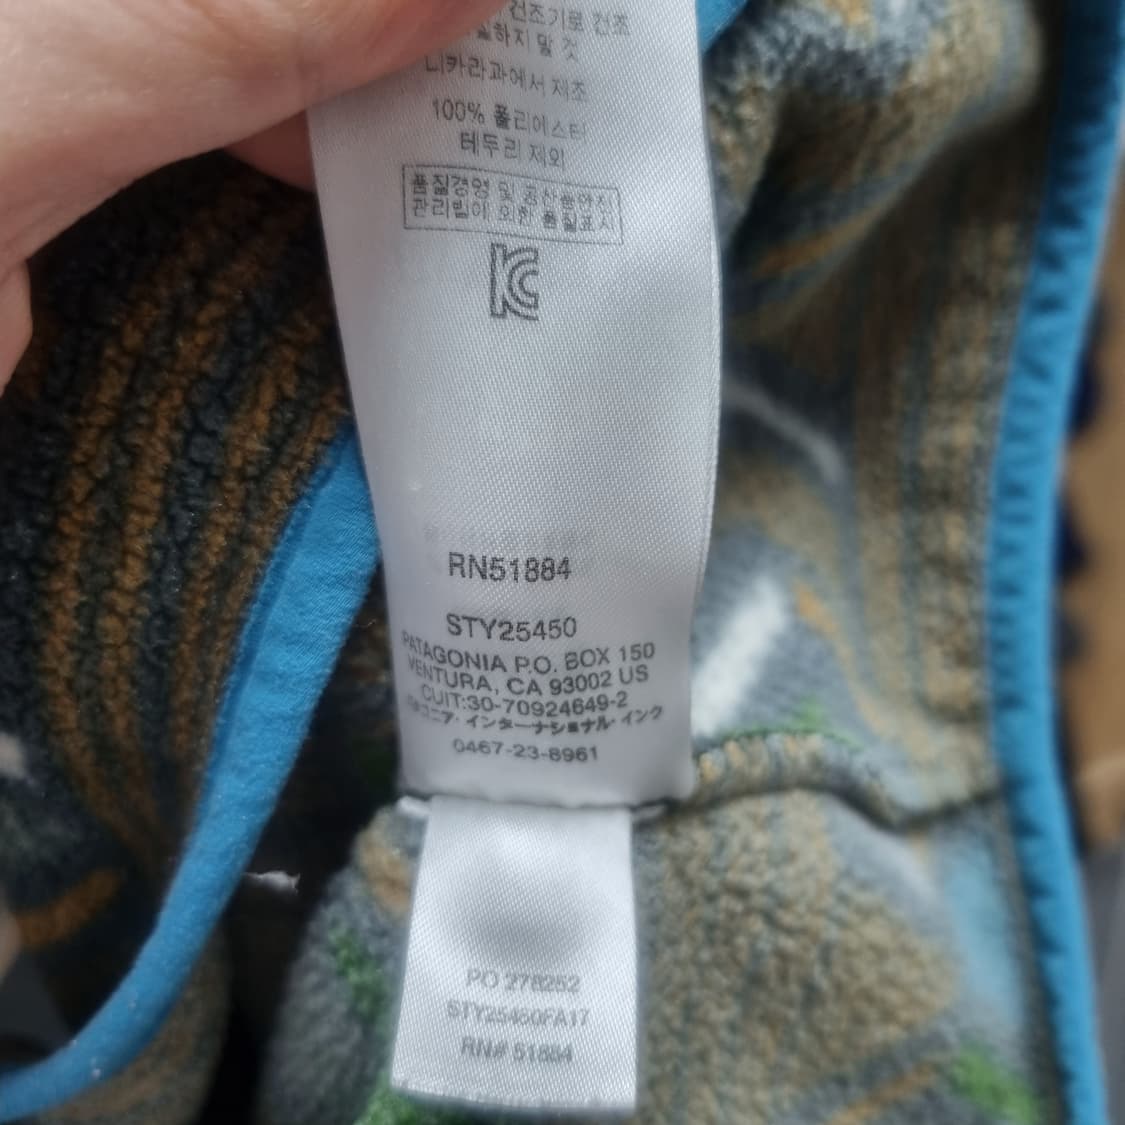 건조기로 건조
하지 말 것
니카라과에서 제조
100% 폴리에스터
테두리 제외
품질경영 및 공산품안전
관리법에 의한 품질표시
KC
RN51884
STY25450
PATAGONIA P.O. BOX 150
VENTURA, CA 93002 US
CUIT:30-70924649-2
パタゴニア・インターナショナル・インク
0467-23-8961
PO 278252
STY25450FA17
RN# 51884